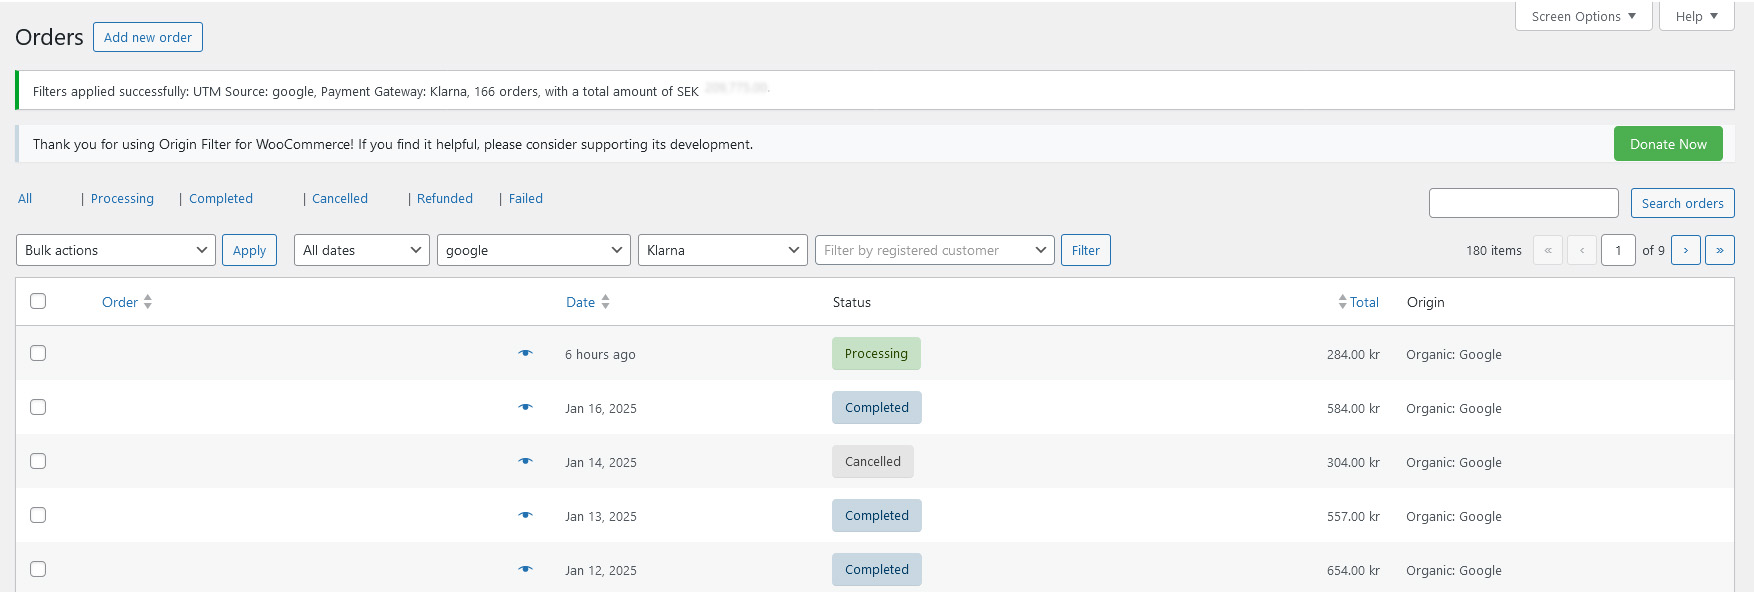 Screen Options Help
Orders Add new order
Filters applied successfully: UTM Source: google, Payment Gateway: Klarna, 166 orders, with a total amount of SEK
Thank you for using Origin Filter for WooCommerce! If you find it helpful, please consider supporting its development. Donate Now
All | Processing | Completed | Cancelled | Refunded | Failed Search orders
Bulk actions Apply All dates google Klarna Filter by registered customer Filter 180 items « ‹ 1 of 9 › »
Order Date Status Total Origin
6 hours ago Processing 284.00 kr Organic: Google
Jan 16, 2025 Completed 584.00 kr Organic: Google
Jan 14, 2025 Cancelled 304.00 kr Organic: Google
Jan 13, 2025 Completed 557.00 kr Organic: Google
Jan 12, 2025 Completed 654.00 kr Organic: Google